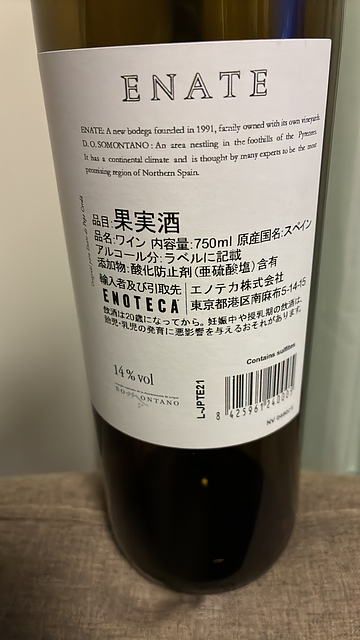 ENATE
ENATE: A new bodega founded in 1991, family owned with its own vineyards.
D. O. SOMONTANO: An area nestling in the foothills of the Pyrenees.
It has a continental climate and is thought by many experts to be the most
promising region of Northern Spain.
品目:果実酒
品名:ワイン 内容量:750ml 原産国名:スペイン
アルコール分:ラベルに記載
添加物:酸化防止剤(亜硫酸塩)含有
輸入者及び引取先
ENOTECA
エノテカ株式会社
東京都港区南麻布5-14-15
飲酒は20歳になってから。妊娠中や授乳期の飲酒は、
胎児・乳児の発育に悪影響を与えるおそれがあります。
Contains sulfites
14% vol
SOMONTANO
L-JPTE21